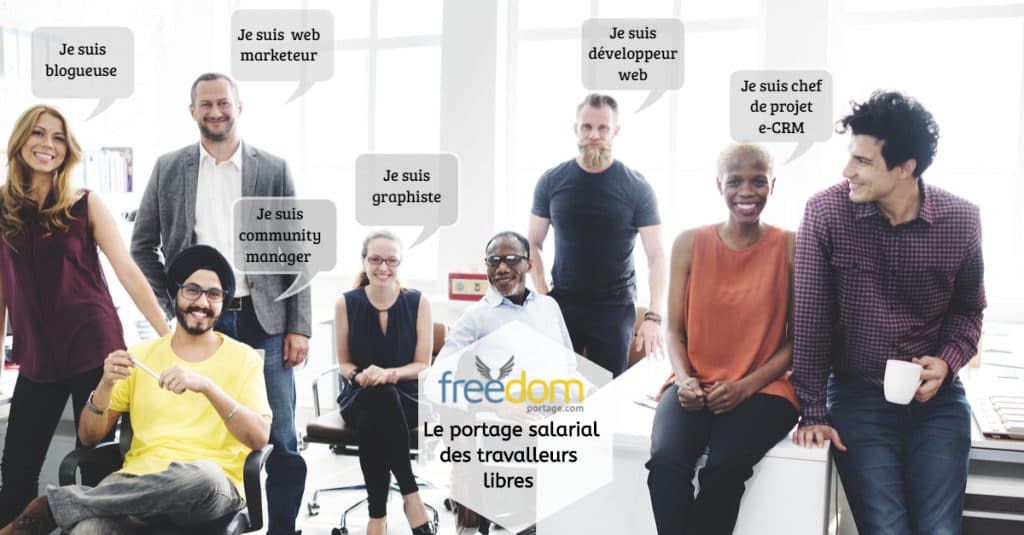 Je suis
blogueuse
Je suis web
marketeur
Je suis
développeur
web
Je suis chef
de projet
e-CRM
Je suis
graphiste
Je suis
community
manager
freedom
portage.com
Le portage salarial
des travalleurs
libres